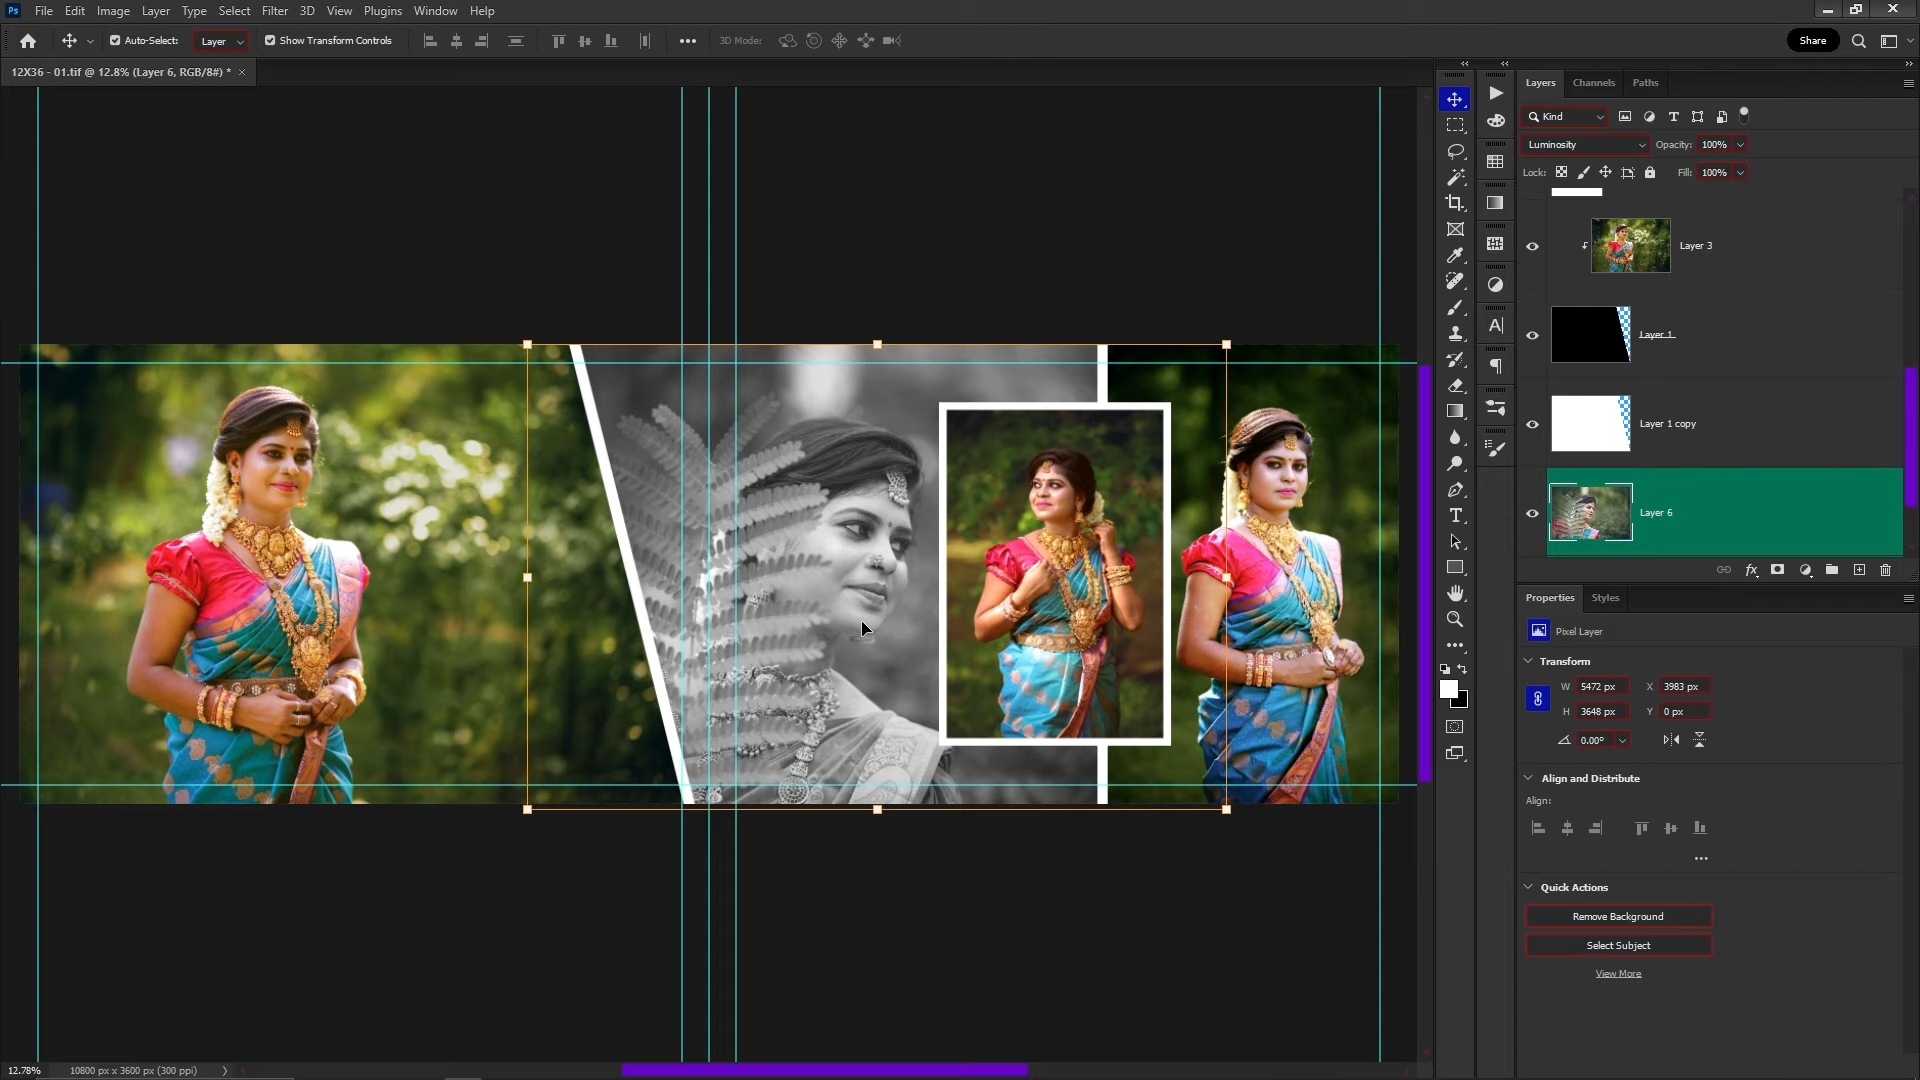 Ps File Edit Image Layer Type Select Filter 3D View Plugins Window Help
Auto-Select: Layer Show Transform Controls 3D Mode: Share
12X36 - 01.tif @ 12.8% (Layer 6, RGB/8#) * ×
Layers Channels Paths
Kind
Luminosity Opacity: 100%
Lock: Fill: 100%
Layer 3
Layer 1
Layer 1 copy
Layer 6
Properties Styles
Pixel Layer
Transform
W 5472 px X 3983 px
H 3648 px Y 0 px
0.00°
Align and Distribute
Align:
Quick Actions
Remove Background
Select Subject
View More
12.78% 10800 px x 3600 px (300 ppi)